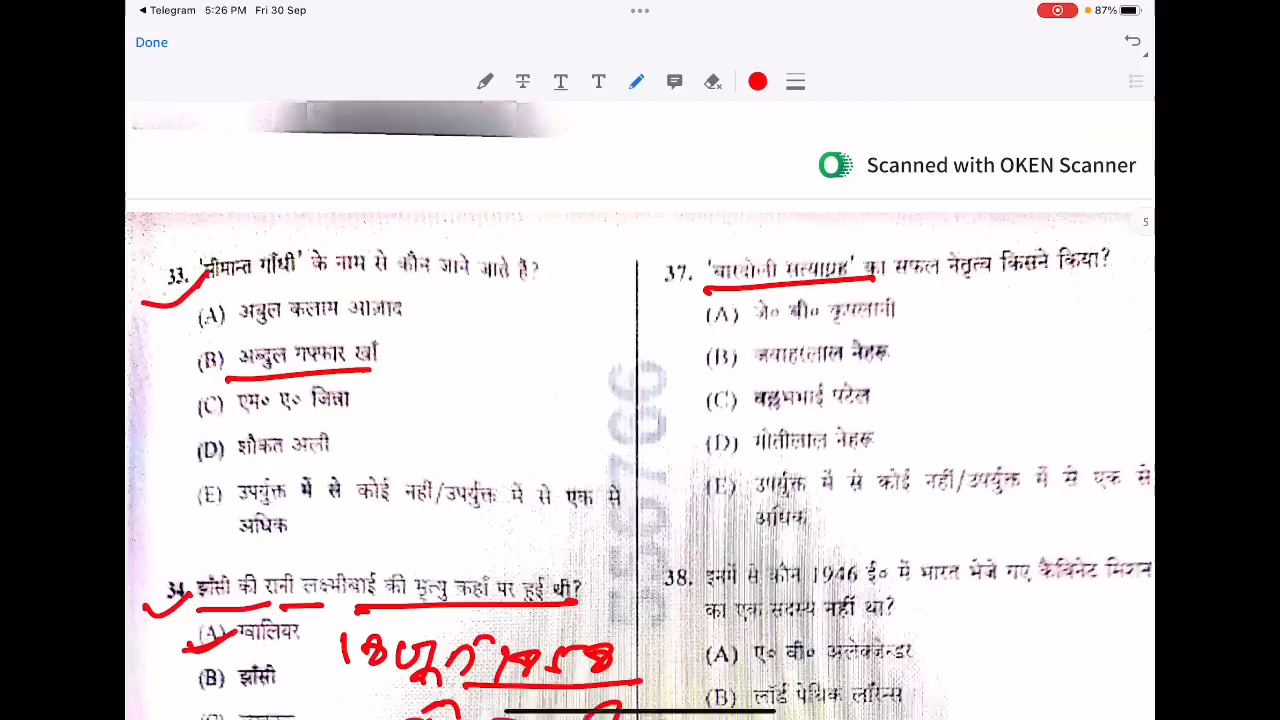 Telegram 5:26 PM Fri 30 Sep
87%
Done
Scanned with OKEN Scanner
5
33. 'सीमान्त गाँधी' के नाम से कौन जाने जाते हैं?
(A) अबुल कलाम आज़ाद
(B) अब्दुल गफ्फार खाँ
(C) एम० ए० जिन्ना
(D) शौकत अली
(E) उपर्युक्त में से कोई नहीं/उपर्युक्त में से एक से
अधिक
34. झाँसी की रानी लक्ष्मीबाई की मृत्यु कहाँ पर हुई थी?
(A) ग्वालियर
(B) झाँसी
18 जून 1858
37. 'बारदोली सत्याग्रह' का सफल नेतृत्व किसने किया?
(A) जे० बी० कृपलानी
(B) जवाहरलाल नेहरू
(C) बल्लभभाई पटेल
(D) मोतीलाल नेहरू
(E) उपर्युक्त में से कोई नहीं/उपर्युक्त में से एक से
अधिक
38. इनमें से कौन 1946 ई० में भारत भेजे गए कैबिनेट मिशन
का एक सदस्य नहीं था?
(A) ए० वी० अलेक्जेन्डर
(B) लॉर्ड पेथिक लॉरेन्स